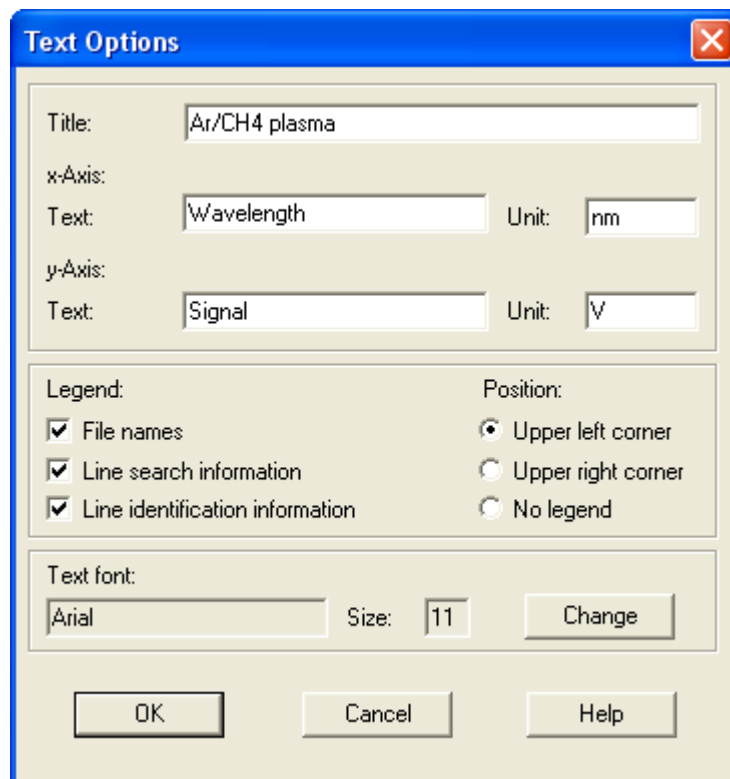 Text Options
Title: Ar/CH4 plasma
x-Axis:
Text: Wavelength Unit: nm
y-Axis:
Text: Signal Unit: V
Legend: Position:
File names Upper left corner
Line search information Upper right corner
Line identification information No legend
Text font:
Arial Size: 11 Change
OK Cancel Help